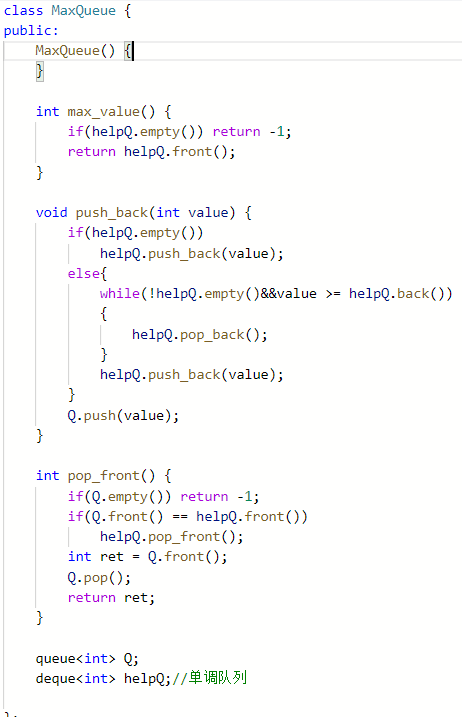 class MaxQueue {
public:
    MaxQueue() {
    }

    int max_value() {
        if(helpQ.empty()) return -1;
        return helpQ.front();
    }

    void push_back(int value) {
        if(helpQ.empty())
            helpQ.push_back(value);
        else{
            while(!helpQ.empty()&&value >= helpQ.back())
            {
                helpQ.pop_back();
            }
            helpQ.push_back(value);
        }
        Q.push(value);
    }

    int pop_front() {
        if(Q.empty()) return -1;
        if(Q.front() == helpQ.front())
            helpQ.pop_front();
        int ret = Q.front();
        Q.pop();
        return ret;
    }

    queue<int> Q;
    deque<int> helpQ;//单调队列